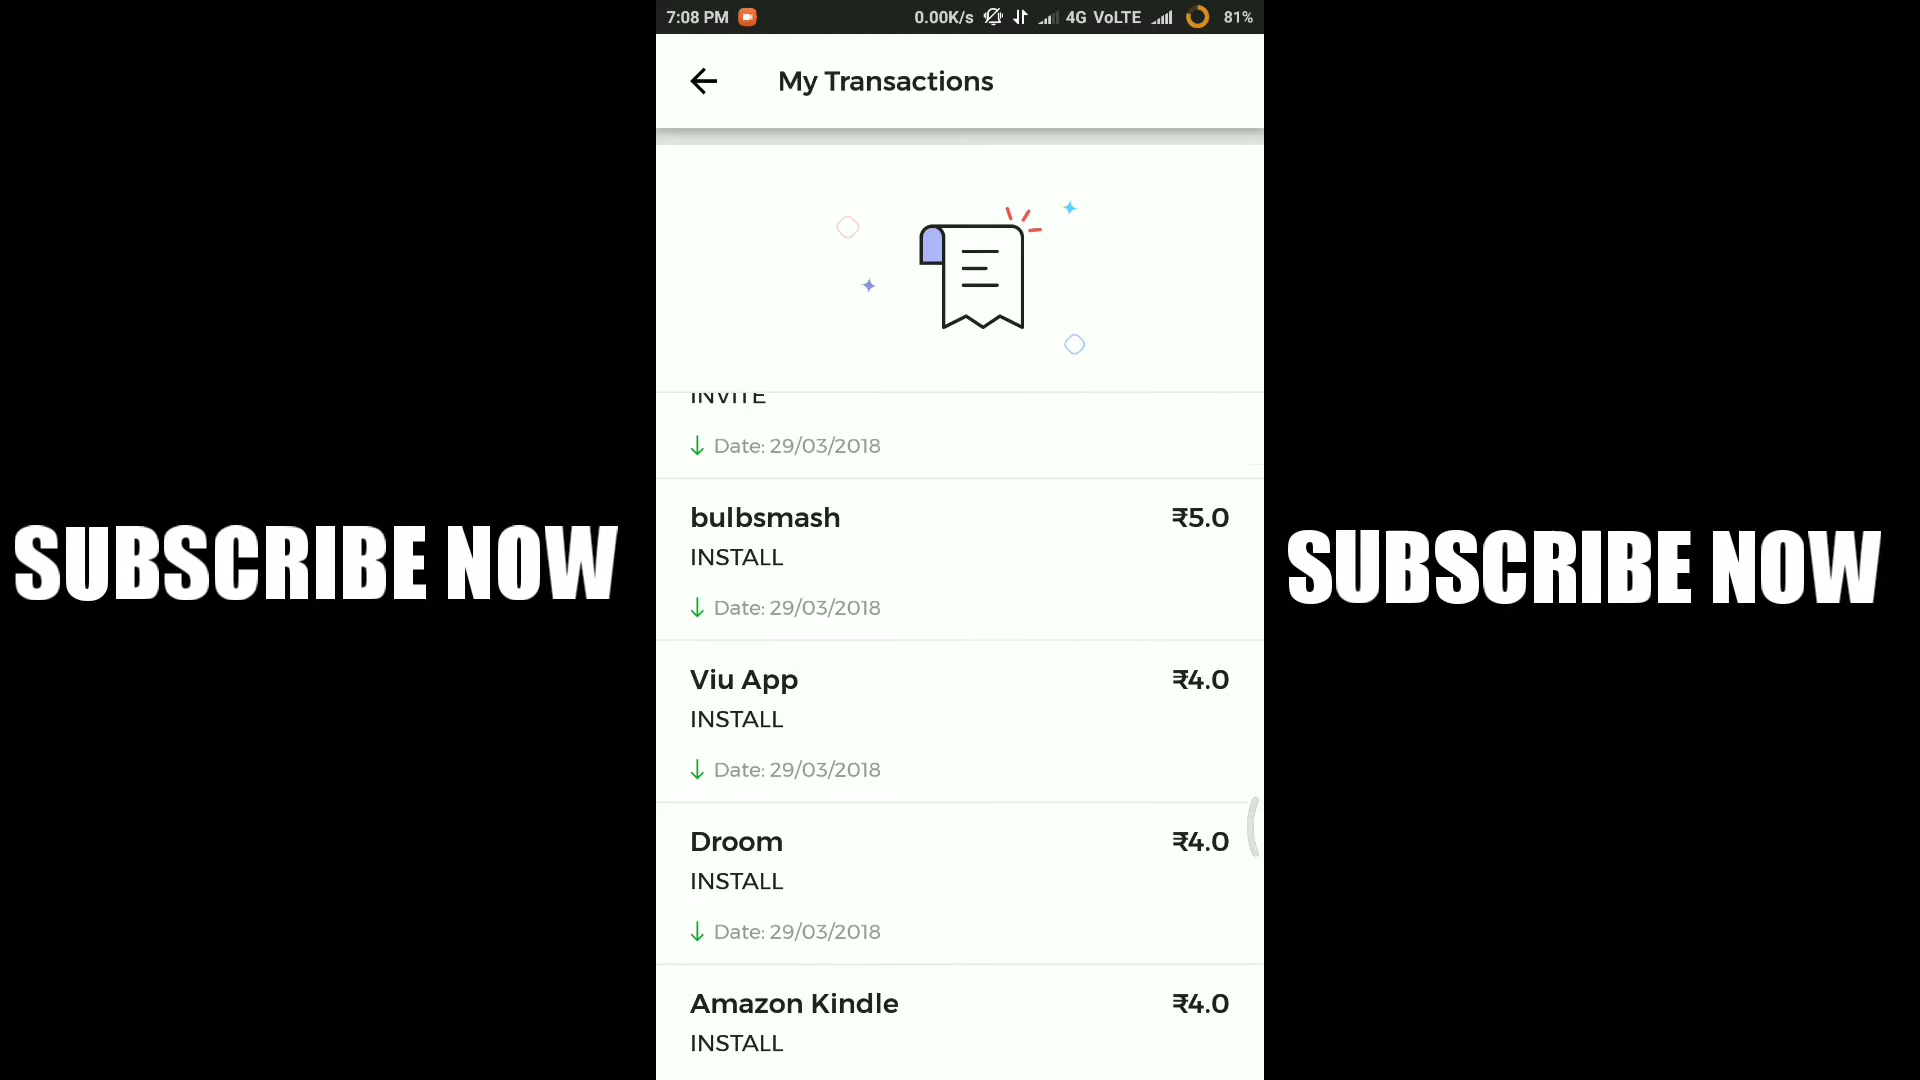 7:08 PM 0.00K/s 4G VoLTE 81%
My Transactions
INVITE
Date: 29/03/2018
bulbsmash ₹5.0
INSTALL
Date: 29/03/2018
Viu App ₹4.0
INSTALL
Date: 29/03/2018
Droom ₹4.0
INSTALL
Date: 29/03/2018
Amazon Kindle ₹4.0
INSTALL
SUBSCRIBE NOW
SUBSCRIBE NOW